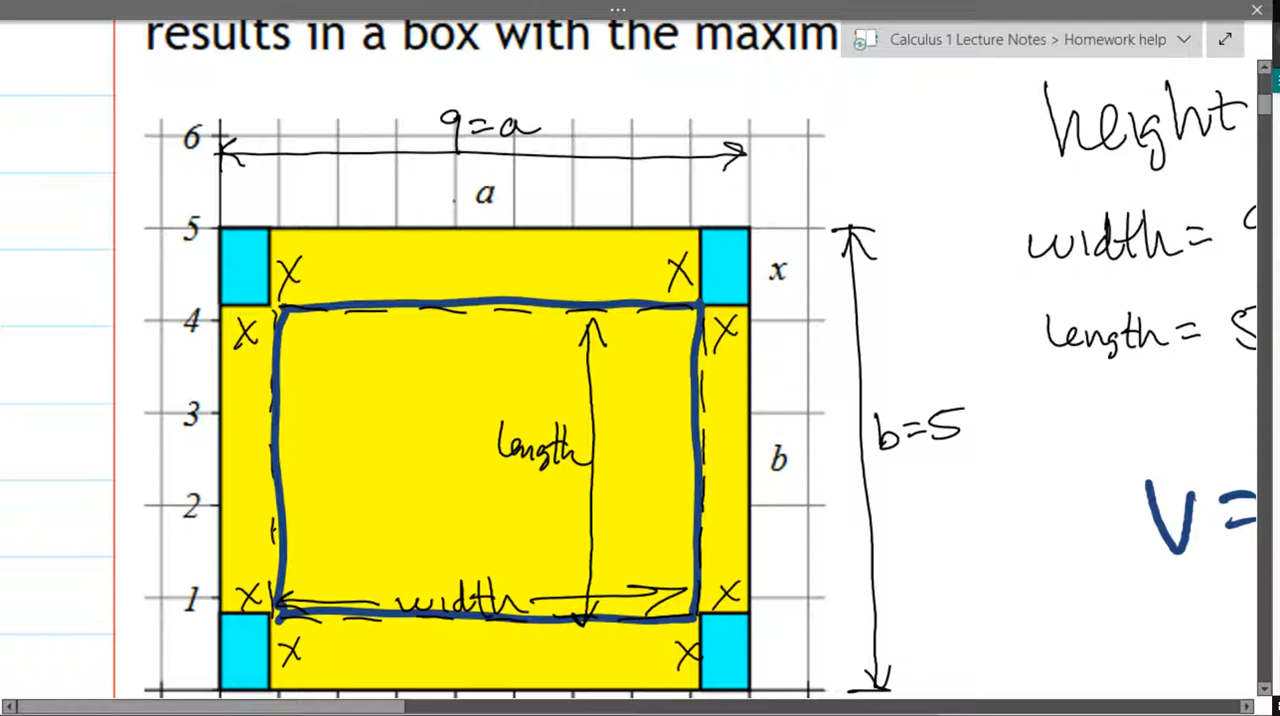 results in a box with the maxim
Calculus 1 Lecture Notes > Homework help
9=a
height
6
a
width=
5
x
x
x
length=
4
x
x
3
length
b=5
b
2
x
width
x
1
V=
x
x